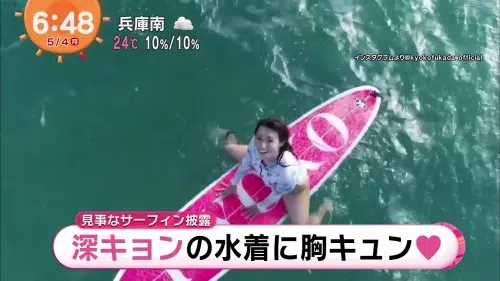 6:48
5/4月
兵庫南
24℃ 10%/10%
インスタグラムより@kyokofukada_official
見事なサーフィン披露
深キョンの水着に胸キュン♥